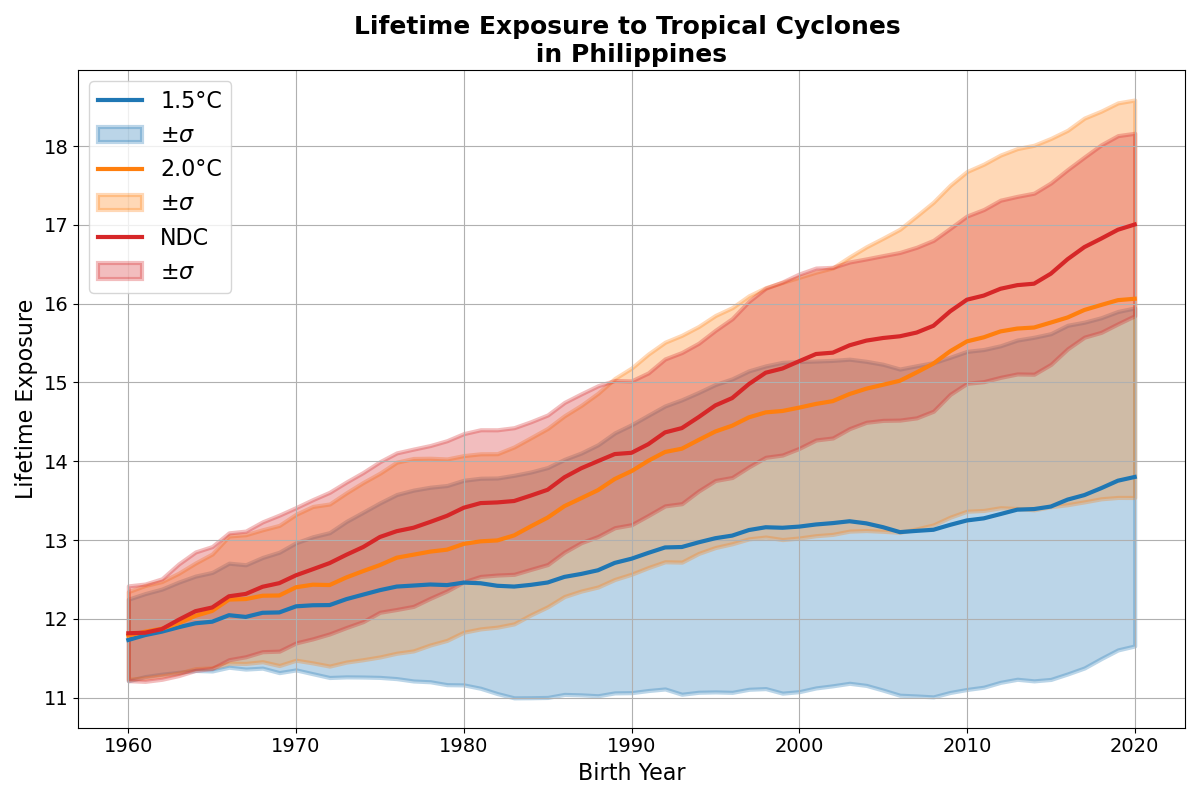 Lifetime Exposure to Tropical Cyclones
in Philippines
1.5°C
±σ
2.0°C
±σ
NDC
±σ
Lifetime Exposure
18
17
16
15
14
13
12
11
1960
1970
1980
1990
2000
2010
2020
Birth Year